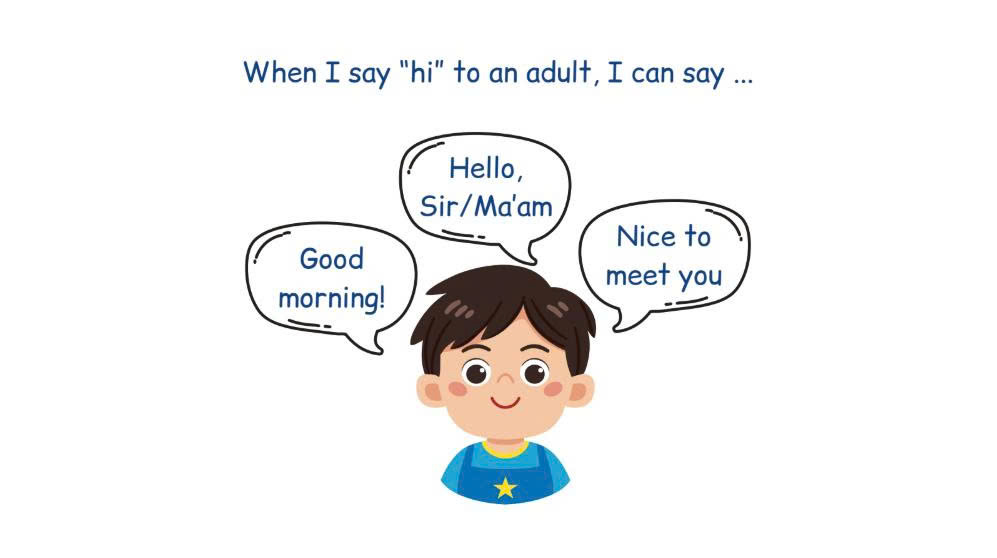 When I say “hi” to an adult, I can say ...
Hello,
Sir/Ma'am
Good
morning!
Nice to
meet you